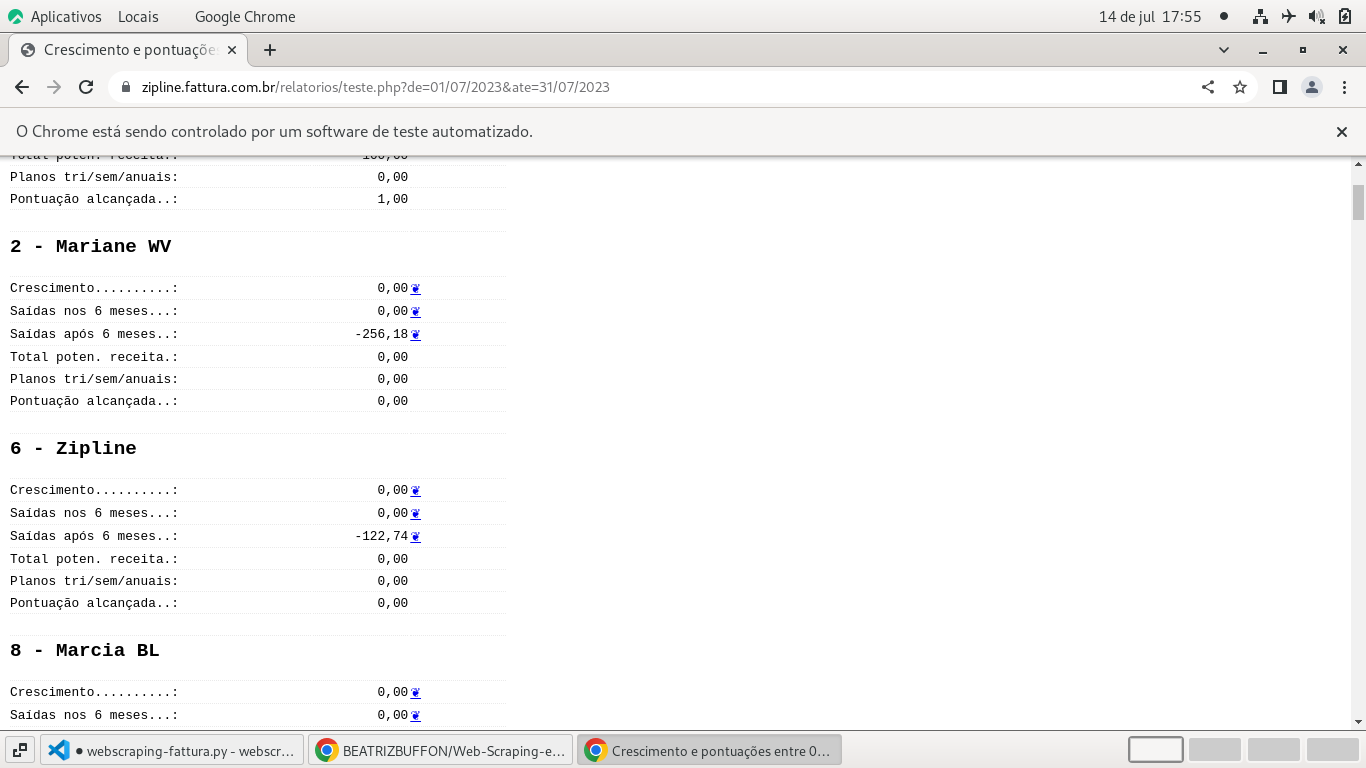 Aplicativos Locais Google Chrome 14 de jul 17:55
Crescimento e pontuaçõe
zipline.fattura.com.br/relatorios/teste.php?de=01/07/2023&ate=31/07/2023
O Chrome está sendo controlado por um software de teste automatizado.
Total poten. receita.: 100,00
Planos tri/sem/anuais: 0,00
Pontuação alcançada..: 1,00
2 - Mariane WV
Crescimento..........: 0,00
Saídas nos 6 meses...: 0,00
Saídas após 6 meses..: -256,18
Total poten. receita.: 0,00
Planos tri/sem/anuais: 0,00
Pontuação alcançada..: 0,00
6 - Zipline
Crescimento..........: 0,00
Saídas nos 6 meses...: 0,00
Saídas após 6 meses..: -122,74
Total poten. receita.: 0,00
Planos tri/sem/anuais: 0,00
Pontuação alcançada..: 0,00
8 - Marcia BL
Crescimento..........: 0,00
Saídas nos 6 meses...: 0,00
● webscraping-fattura.py - webscr... BEATRIZBUFFON/Web-Scraping-e... Crescimento e pontuações entre 0...